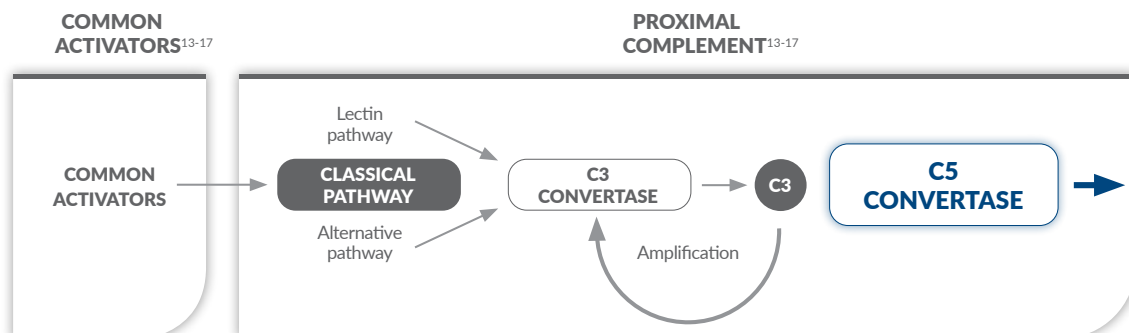 COMMON
ACTIVATORS13-17
PROXIMAL
COMPLEMENT13-17
COMMON
ACTIVATORS
Lectin
pathway
CLASSICAL
PATHWAY
Alternative
pathway
C3
CONVERTASE
C3
Amplification
C5
CONVERTASE